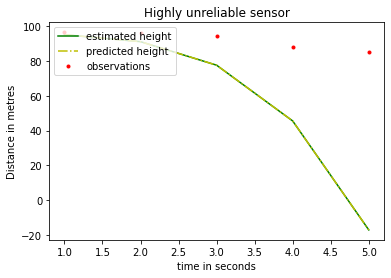 Highly unreliable sensor
estimated height
predicted height
observations
100
80
60
40
20
0
−20
Distance in metres
1.0 1.5 2.0 2.5 3.0 3.5 4.0 4.5 5.0
time in seconds